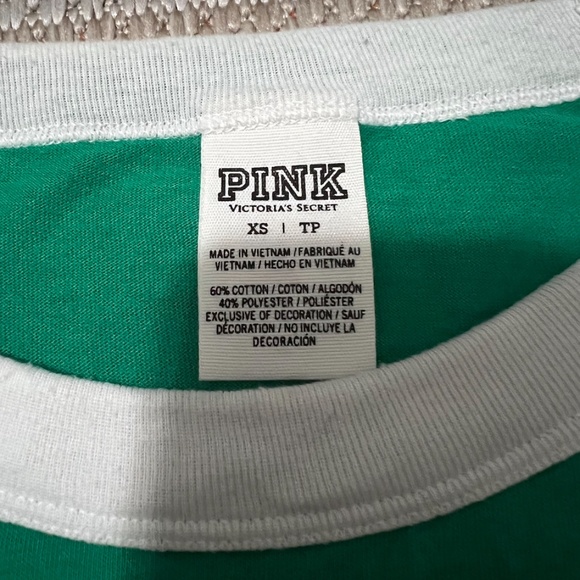 PINK
VICTORIA'S SECRET
XS | TP
MADE IN VIETNAM / FABRIQUÉ AU
VIETNAM / HECHO EN VIETNAM
60% COTTON / COTON / ALGODÓN
40% POLYESTER / POLIÉSTER
EXCLUSIVE OF DECORATION / SAUF
DÉCORATION / NO INCLUYE LA
DECORACIÓN